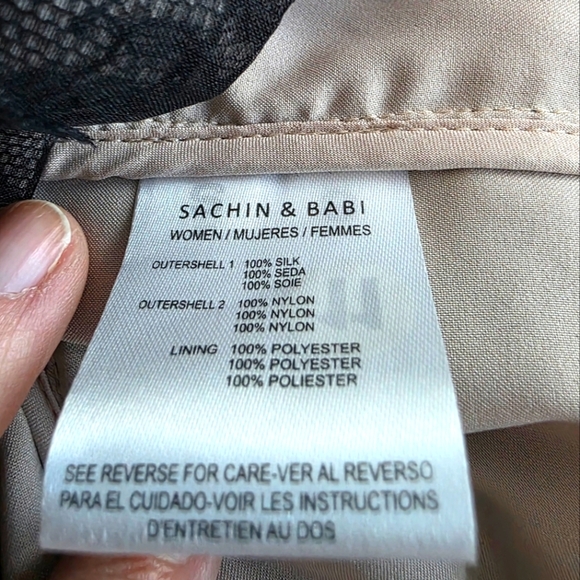 SACHIN & BABI
WOMEN / MUJERES / FEMMES
OUTERSHELL 1 100% SILK
100% SEDA
100% SOIE
OUTERSHELL 2 100% NYLON
100% NYLON
100% NYLON
LINING 100% POLYESTER
100% POLYESTER
100% POLIESTER
SEE REVERSE FOR CARE-VER AL REVERSO
PARA EL CUIDADO-VOIR LES INSTRUCTIONS
D'ENTRETIEN AU DOS